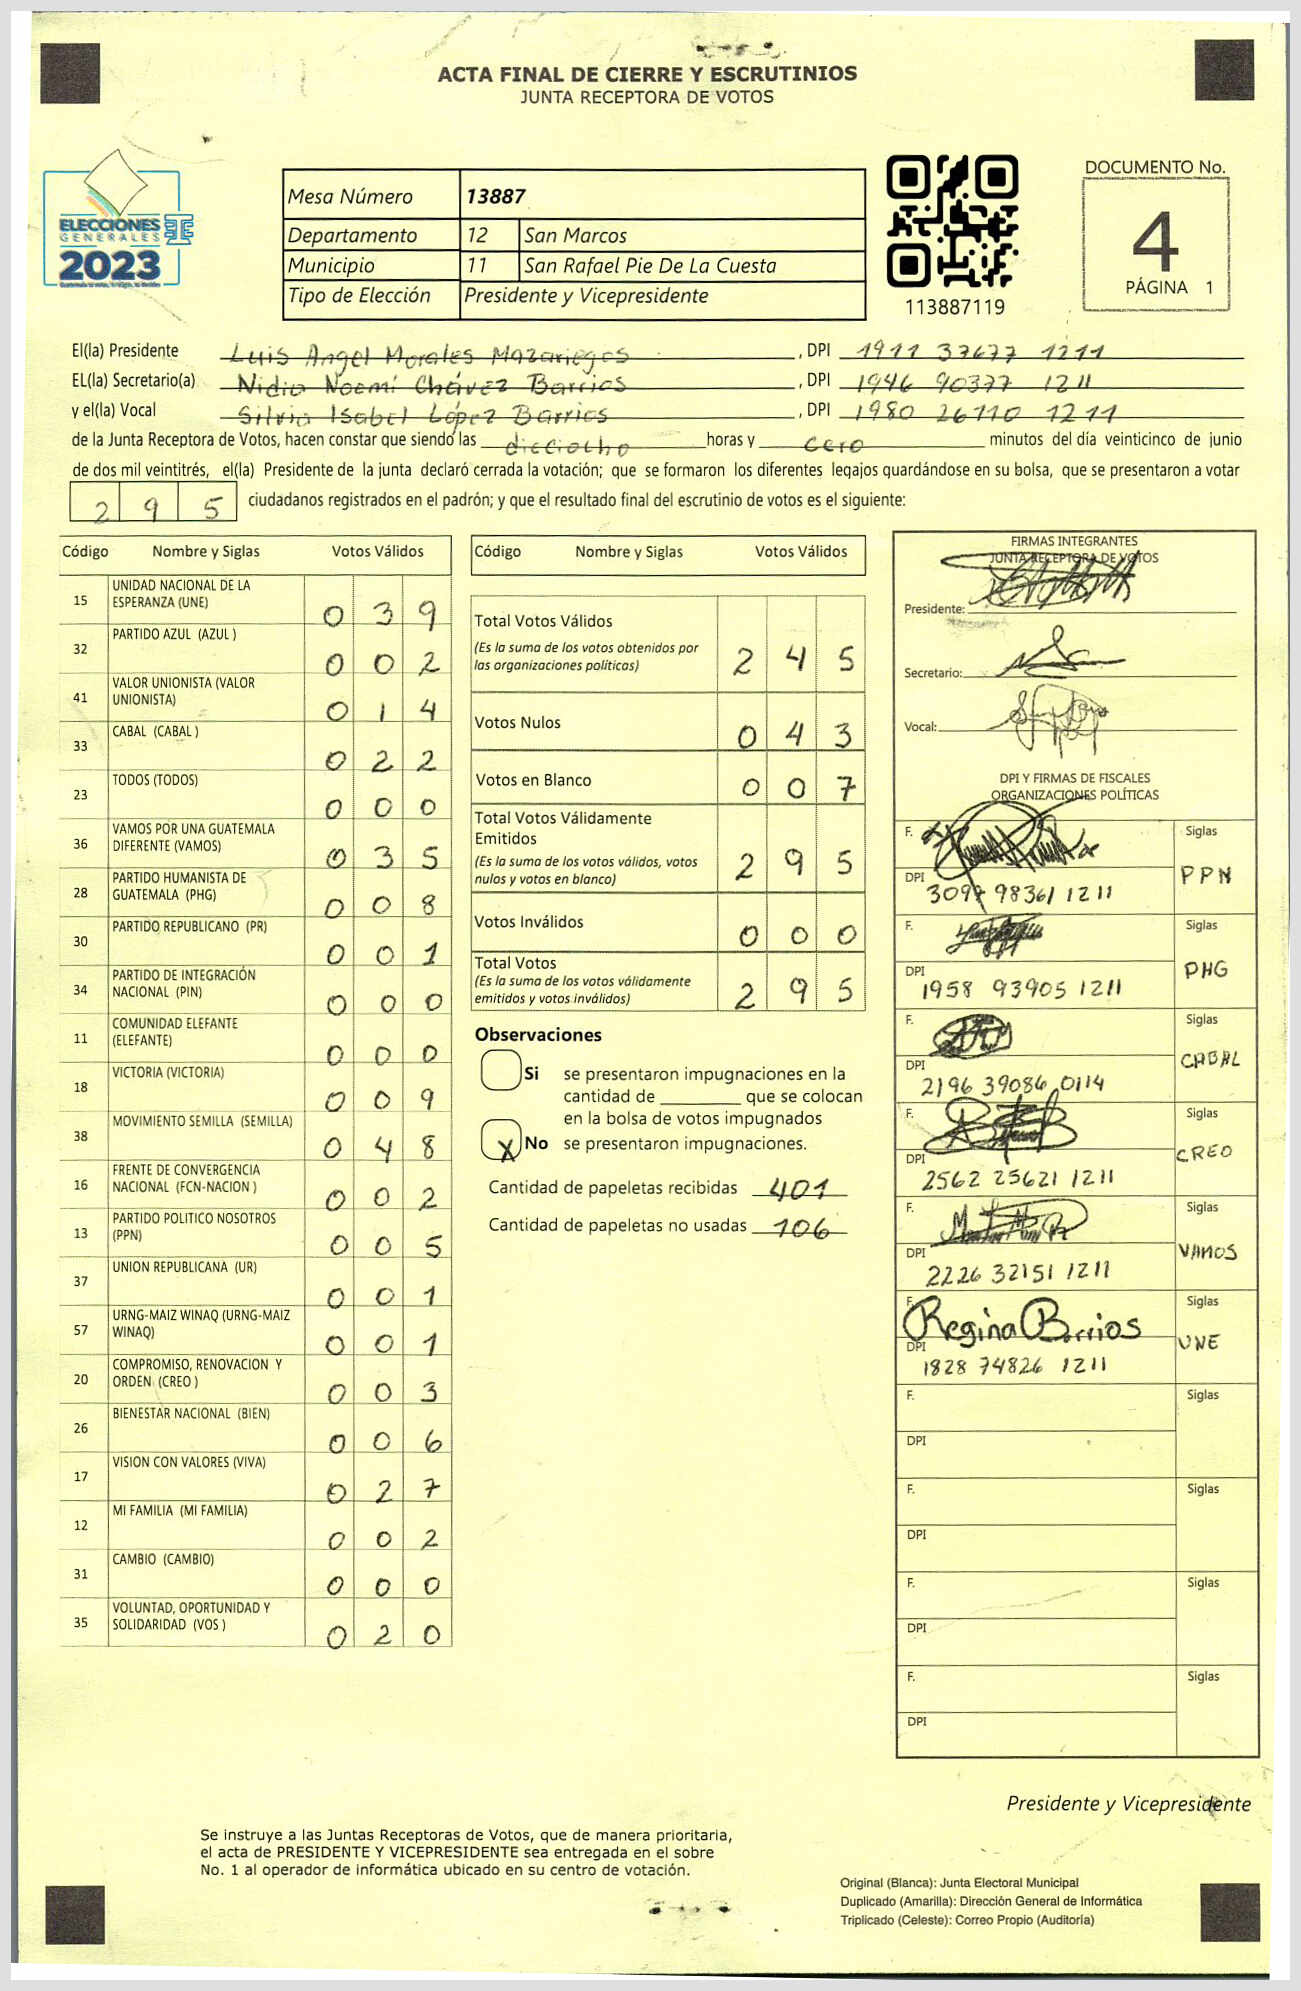 ACTA FINAL DE CIERRE Y ESCRUTINIOS
JUNTA RECEPTORA DE VOTOS
ELECCIONES
GENERALES
2023
Mesa Número 13887
Departamento 12 San Marcos
Municipio 11 San Rafael Pie De La Cuesta
Tipo de Elección Presidente y Vicepresidente
113887119
DOCUMENTO No.
4
PÁGINA 1
El(la) Presidente Luis Angel Morales Mazariegos, DPI 1911 37677 1211
EL(la) Secretario(a) Nidia Noemí Chávez Barrios, DPI 1946 90377 1211
y el(la) Vocal Silvia Isabel López Barrios, DPI 1980 26110 1211
de la Junta Receptora de Votos, hacen constar que siendo las dieciocho horas y cero minutos del día veinticinco de junio
de dos mil veintitrés, el(la) Presidente de la junta declaró cerrada la votación; que se formaron los diferentes legajos guardándose en su bolsa, que se presentaron a votar
295 ciudadanos registrados en el padrón; y que el resultado final del escrutinio de votos es el siguiente:
Código Nombre y Siglas Votos Válidos
15 UNIDAD NACIONAL DE LA
ESPERANZA (UNE) 0 3 9
32 PARTIDO AZUL (AZUL ) 0 0 2
41 VALOR UNIONISTA (VALOR
UNIONISTA) 0 1 4
33 CABAL (CABAL ) 0 2 2
23 TODOS (TODOS) 0 0 0
36 VAMOS POR UNA GUATEMALA
DIFERENTE (VAMOS) 0 3 5
28 PARTIDO HUMANISTA DE
GUATEMALA (PHG) 0 0 8
30 PARTIDO REPUBLICANO (PR) 0 0 1
34 PARTIDO DE INTEGRACIÓN
NACIONAL (PIN) 0 0 0
11 COMUNIDAD ELEFANTE
(ELEFANTE) 0 0 0
18 VICTORIA (VICTORIA) 0 0 9
38 MOVIMIENTO SEMILLA (SEMILLA) 0 4 8
16 FRENTE DE CONVERGENCIA
NACIONAL (FCN-NACION ) 0 0 2
13 PARTIDO POLITICO NOSOTROS
(PPN) 0 0 5
37 UNION REPUBLICANA (UR) 0 0 1
57 URNG-MAIZ WINAQ (URNG-MAIZ
WINAQ) 0 0 1
20 COMPROMISO, RENOVACION Y
ORDEN (CREO ) 0 0 3
26 BIENESTAR NACIONAL (BIEN) 0 0 6
17 VISION CON VALORES (VIVA) 0 2 7
12 MI FAMILIA (MI FAMILIA) 0 0 2
31 CAMBIO (CAMBIO) 0 0 0
35 VOLUNTAD, OPORTUNIDAD Y
SOLIDARIDAD (VOS ) 0 2 0
Código Nombre y Siglas Votos Válidos
Total Votos Válidos
(Es la suma de los votos obtenidos por
las organizaciones políticas) 2 4 5
Votos Nulos 0 4 3
Votos en Blanco 0 0 7
Total Votos Válidamente
Emitidos
(Es la suma de los votos válidos, votos
nulos y votos en blanco) 2 9 5
Votos Inválidos 0 0 0
Total Votos
(Es la suma de los votos válidamente
emitidos y votos inválidos) 2 9 5
Observaciones
Si se presentaron impugnaciones en la
cantidad de ________ que se colocan
en la bolsa de votos impugnados
X No se presentaron impugnaciones.
Cantidad de papeletas recibidas 401
Cantidad de papeletas no usadas 106
FIRMAS INTEGRANTES
JUNTA RECEPTORA DE VOTOS
Presidente:
Secretario:
Vocal:
DPI Y FIRMAS DE FISCALES
ORGANIZACIONES POLÍTICAS
F. Siglas
PPN
DPI 3097 98361 1211
F. Siglas
PHG
DPI 1958 93905 1211
F. Siglas
CABAL
DPI 2196 39086 0114
F. Siglas
CREO
DPI 2562 25621 1211
F. Siglas
VAMOS
DPI 2226 32151 1211
F. Regina Barrios Siglas
UNE
DPI 1828 74826 1211
F. Siglas
DPI
F. Siglas
DPI
F. Siglas
DPI
F. Siglas
DPI
Presidente y Vicepresidente
Se instruye a las Juntas Receptoras de Votos, que de manera prioritaria,
el acta de PRESIDENTE Y VICEPRESIDENTE sea entregada en el sobre
No. 1 al operador de informática ubicado en su centro de votación.
Original (Blanca): Junta Electoral Municipal
Duplicado (Amarilla): Dirección General de Informática
Triplicado (Celeste): Correo Propio (Auditoría)